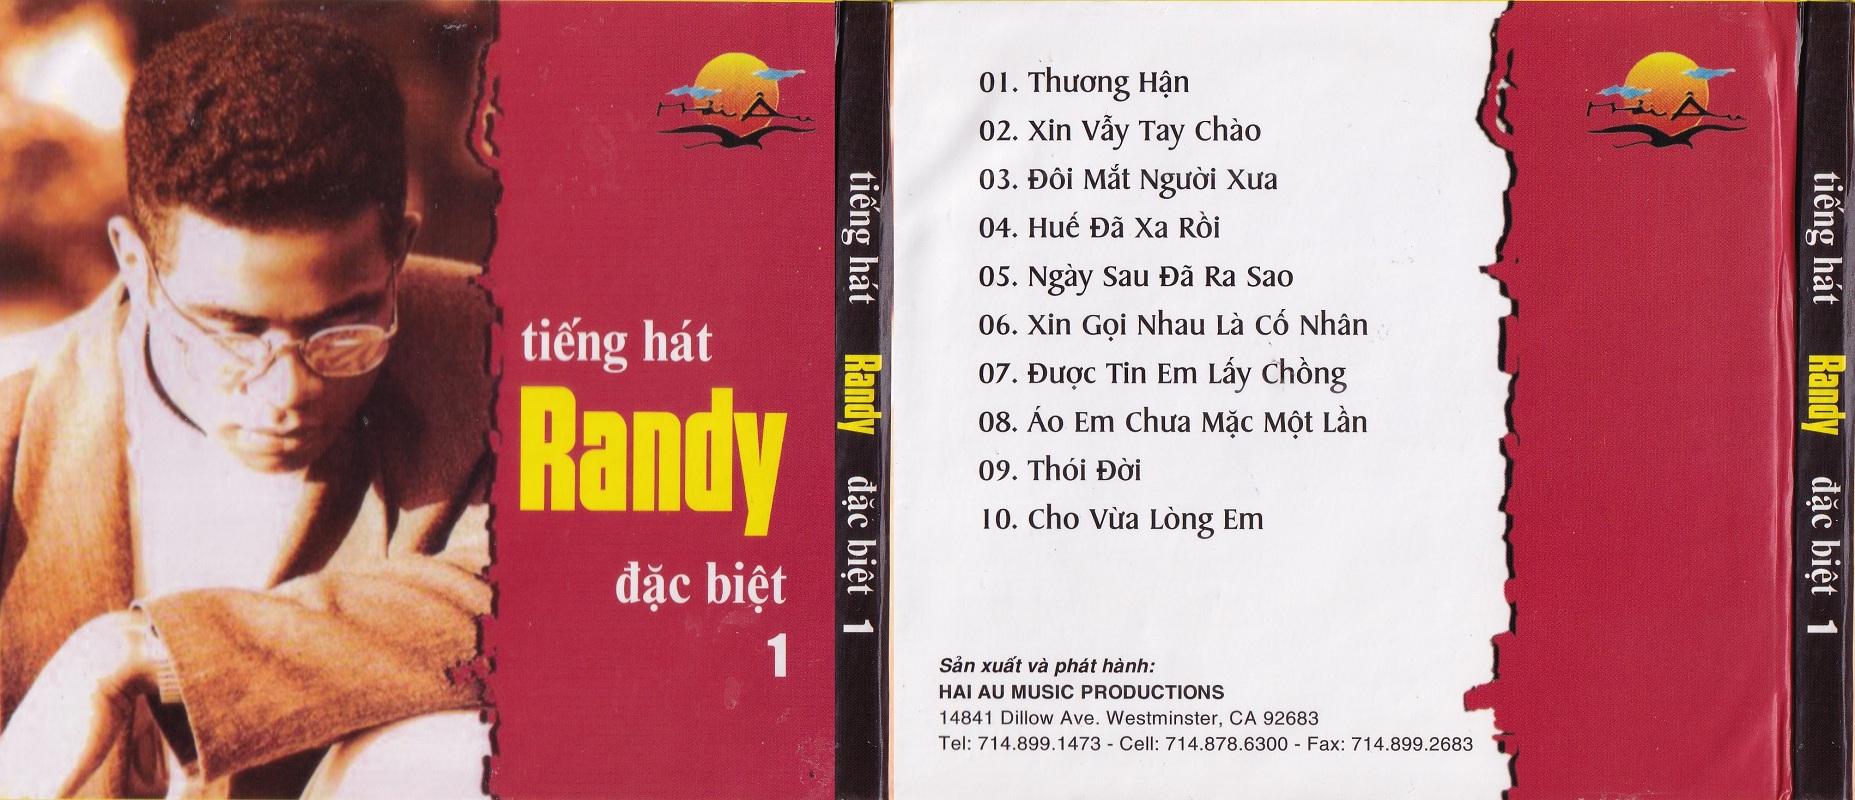 Hải Âu
tiếng hát
Randy
đặc biệt
1
tiếng hát Randy đặc biệt 1
01. Thương Hận
02. Xin Vẫy Tay Chào
03. Đôi Mắt Người Xưa
04. Huế Đã Xa Rồi
05. Ngày Sau Đã Ra Sao
06. Xin Gọi Nhau Là Cố Nhân
07. Được Tin Em Lấy Chồng
08. Áo Em Chưa Mặc Một Lần
09. Thói Đời
10. Cho Vừa Lòng Em
Sản xuất và phát hành:
HAI AU MUSIC PRODUCTIONS
14841 Dillow Ave. Westminster, CA 92683
Tel: 714.899.1473 - Cell: 714.878.6300 - Fax: 714.899.2683
Hải Âu
tiếng hát Randy đặc biệt 1